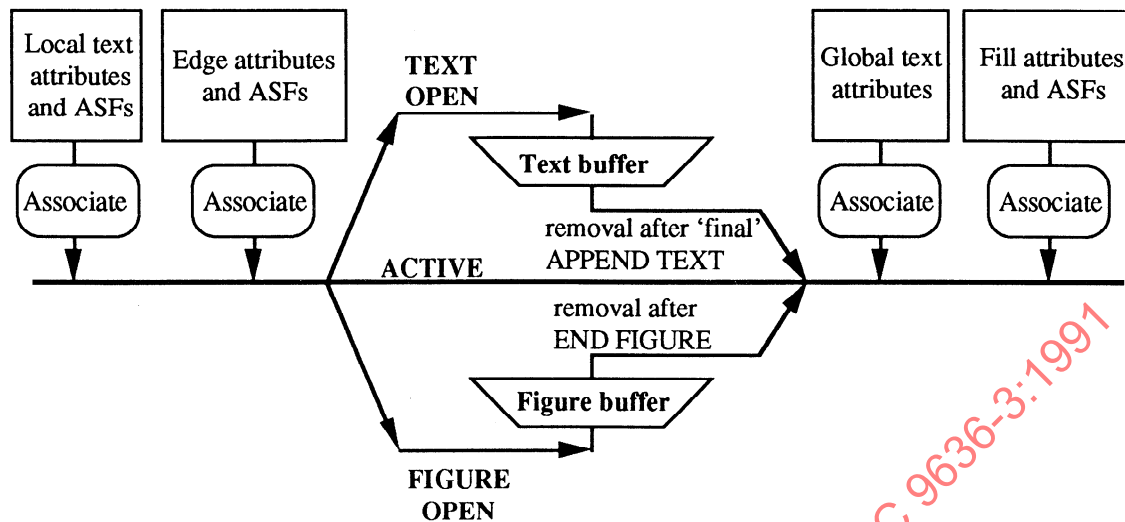 Local text
attributes
and ASFs
Edge attributes
and ASFs
TEXT
OPEN
Global text
attributes
Fill attributes
and ASFs
Text buffer
Associate
Associate
Associate
Associate
removal after ‘final’
APPEND TEXT
ACTIVE
removal after
END FIGURE
Figure buffer
FIGURE
OPEN
C 9636-3:1991